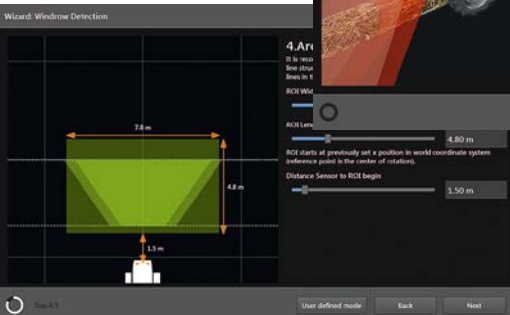 Wizard: Windrow Detection
4.Are
It is reco
line stru
lines in t
ROI Wid
ROI Leng
4.80 m
ROI starts at previously set x position in world coordinate system
(reference point is the center of rotation).
Distance Sensor to ROI begin
1.50 m
7.8 m
4.8 m
1.5 m
Step 4/5
User defined mode
Back
Next